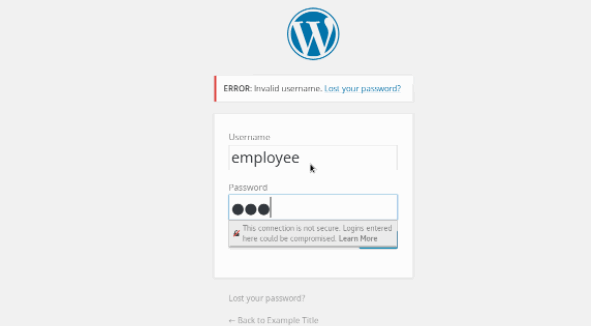 ERROR: Invalid username. Lost your password?
Username
employee
Password
This connection is not secure. Logins entered
here could be compromised. Learn More
Lost your password?
← Back to Example Title